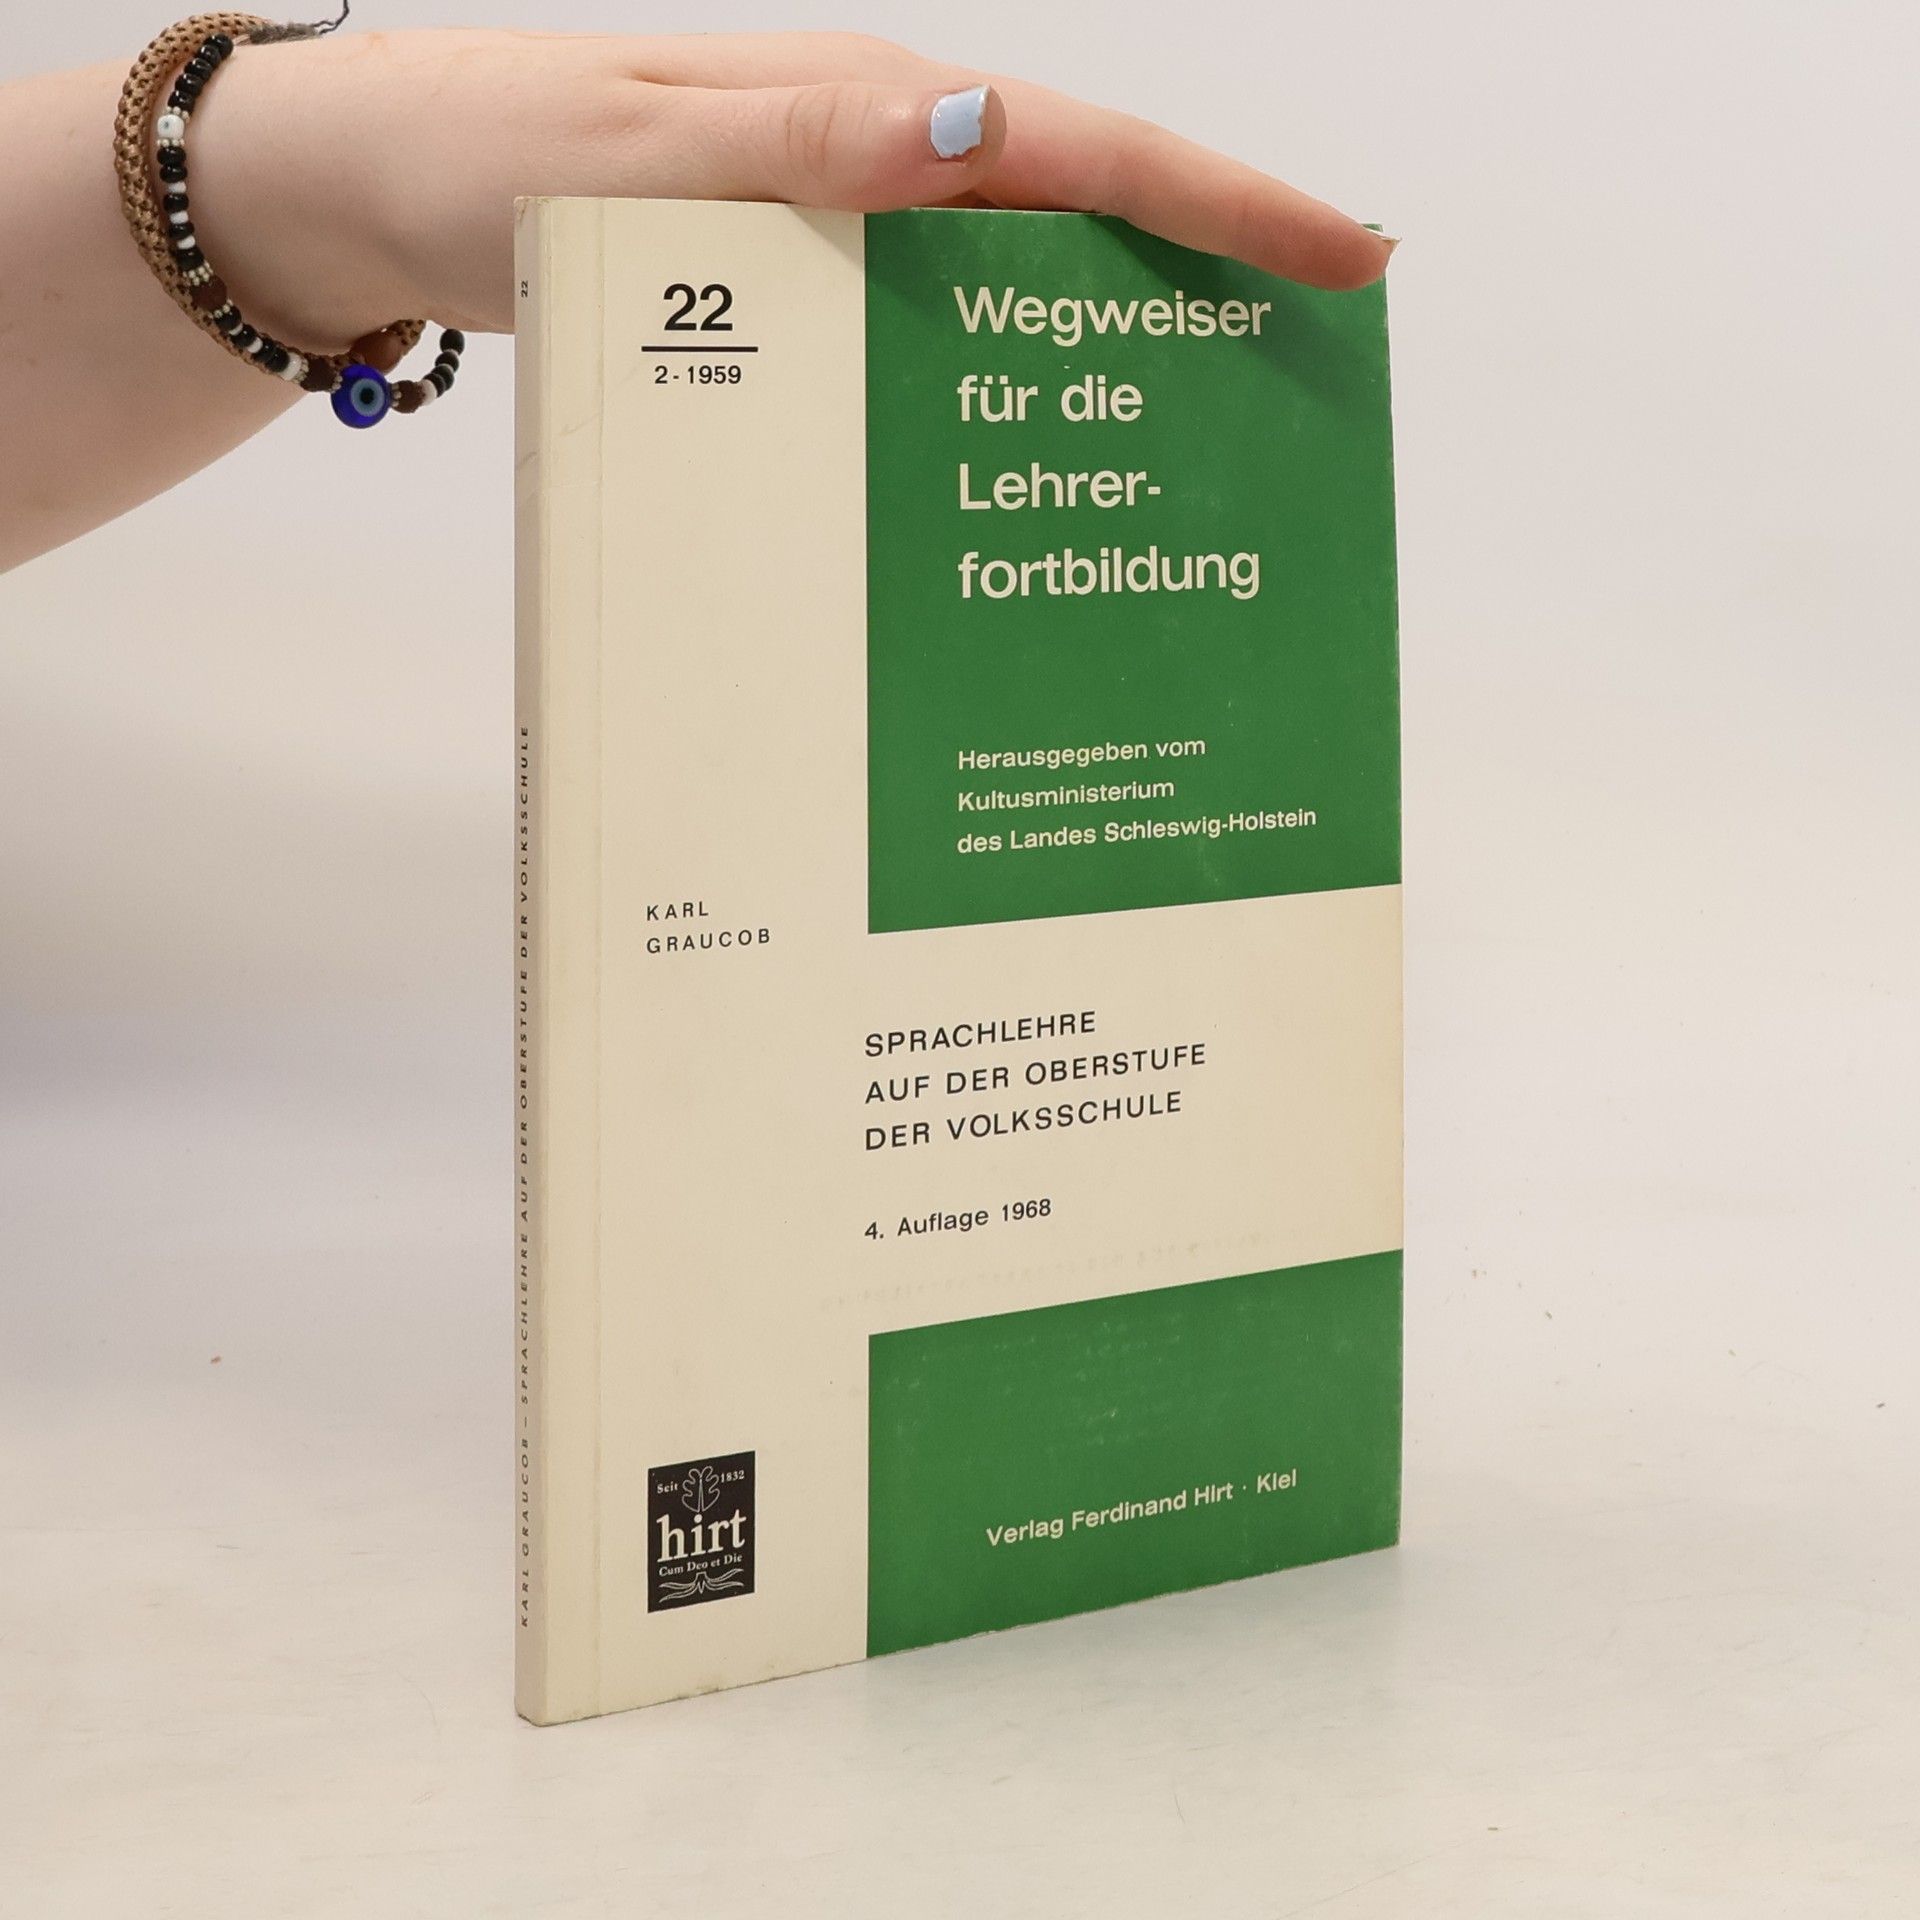 22
2-1959
Wegweiser
für die
Lehrer-
fortbildung
Herausgegeben vom
Kultusministerium
des Landes Schleswig-Holstein
KARL
GRAUCOB
SPRACHLEHRE
AUF DER OBERSTUFE
DER VOLKSSCHULE
4. Auflage 1968
Seit 1832
hirt
Cum Deo et Die
Verlag Ferdinand Hirt · Kiel
22
KARL GRAUCOB — SPRACHLEHRE AUF DER OBERSTUFE DER VOLKSSCHULE